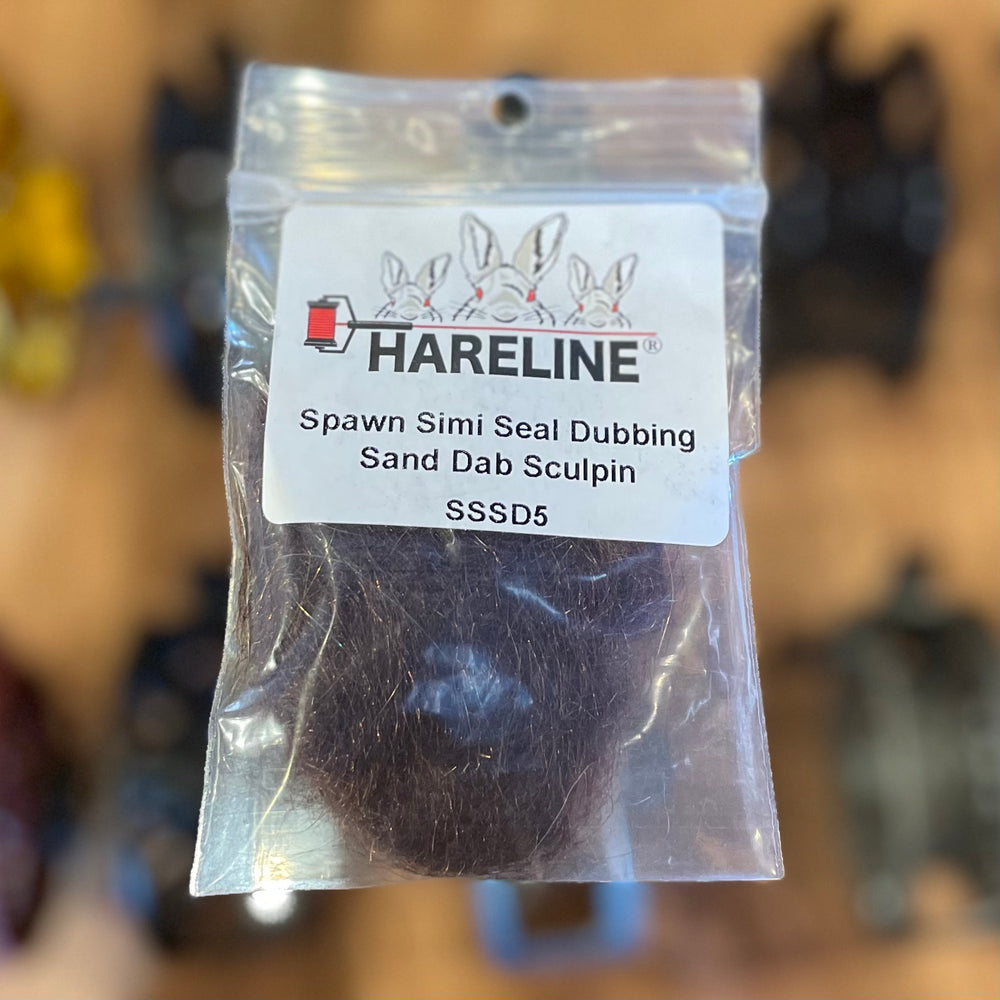 HARELINE®
Spawn Simi Seal Dubbing
Sand Dab Sculpin
SSSD5